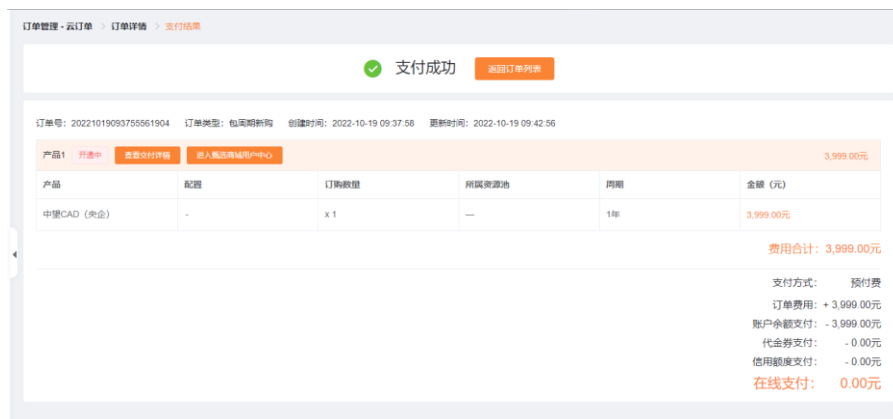 订单管理 - 云订单 > 订单详情 > 支付结果
支付成功 返回订单列表
订单号：20221019093755561904 订单类型：包周期新购 创建时间：2022-10-19 09:37:58 更新时间：2022-10-19 09:42:56
产品1 开通中 查看交付详情 进入甄选商城用户中心 3,999.00元
产品 配置 订购数量 所属资源池 周期 金额（元）
中望CAD（央企） - x 1 — 1年 3,999.00元
费用合计：3,999.00元
支付方式： 预付费
订单费用：+ 3,999.00元
账户余额支付：- 3,999.00元
代金券支付： - 0.00元
信用额度支付： - 0.00元
在线支付： 0.00元